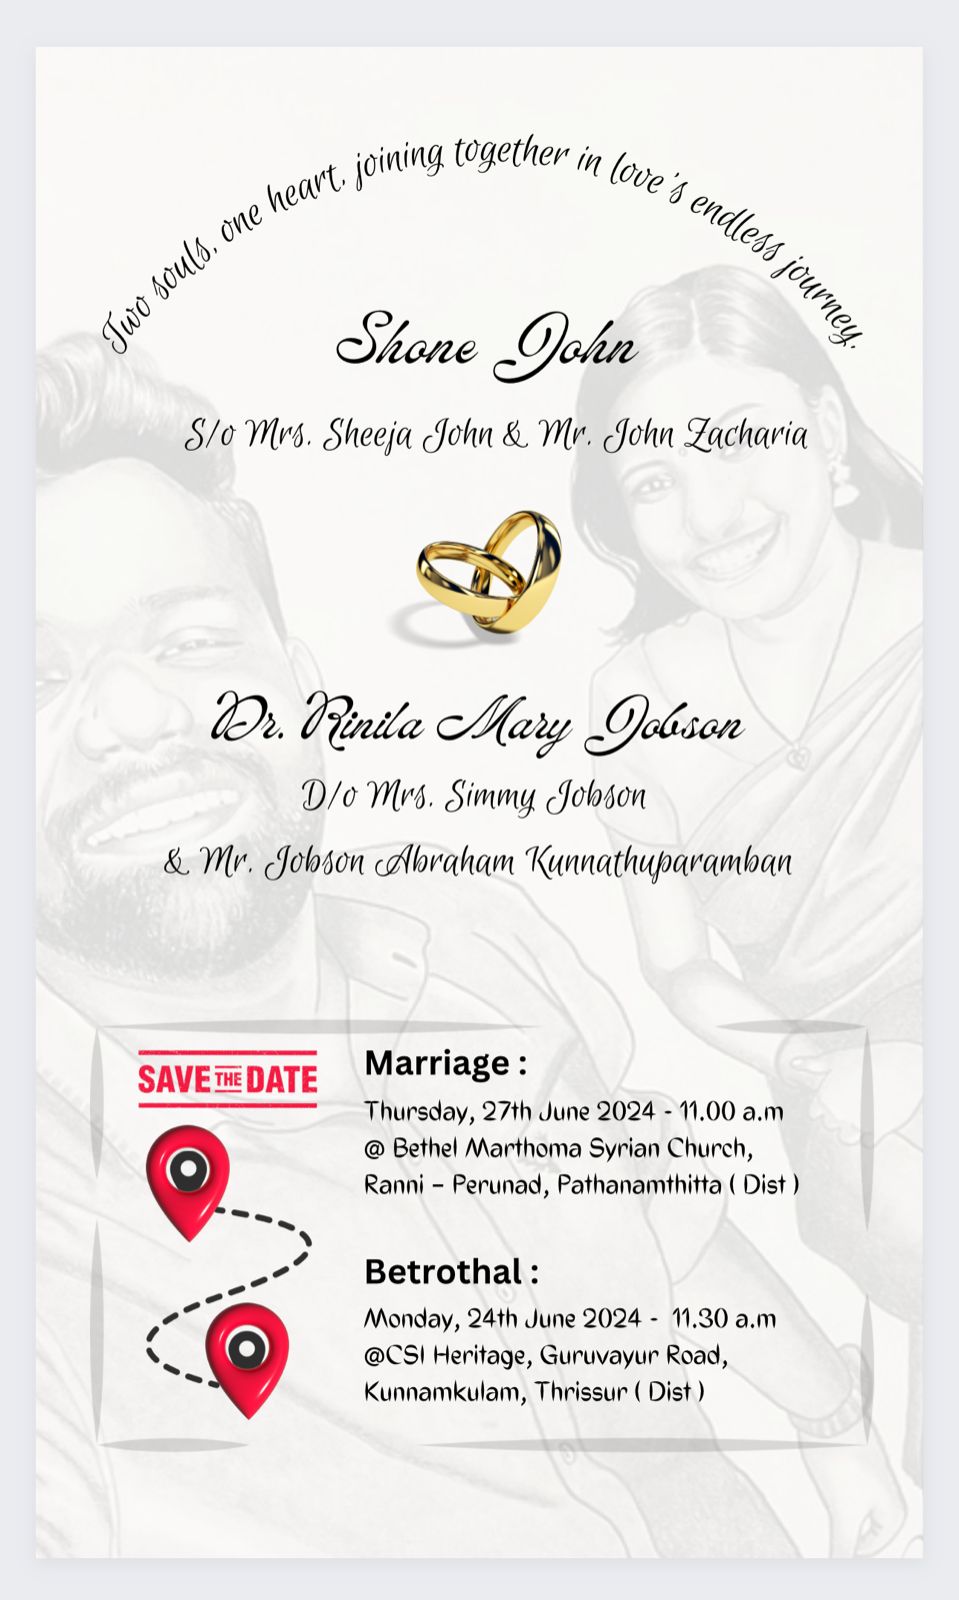 Two souls, one heart, joining together in love's endless journey.
Shone John
S/o Mrs. Sheeja John & Mr. John Zacharia
Dr. Rinila Mary Jobson
D/o Mrs. Simmy Jobson
& Mr. Jobson Abraham Kunnathuparamban
SAVE THE DATE
Marriage :
Thursday, 27th June 2024 - 11.00 a.m
@ Bethel Marthoma Syrian Church,
Ranni – Perunad, Pathanamthitta ( Dist )
Betrothal :
Monday, 24th June 2024 - 11.30 a.m
@CSI Heritage, Guruvayur Road,
Kunnamkulam, Thrissur ( Dist )